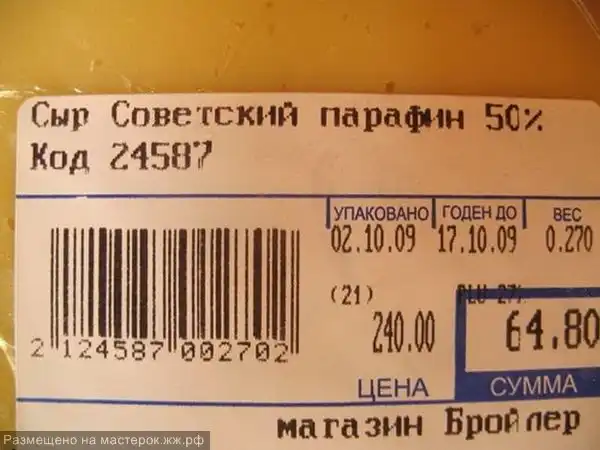 Сыр Советский парафин 50%
Код 24587
УПАКОВАНО ГОДЕН ДО ВЕС
02.10.09 17.10.09 0.270
(21)
240.00 64.80
2 124587 002702
ЦЕНА СУММА
магазин Бройлер
Размещено на мастерок.жж.рф